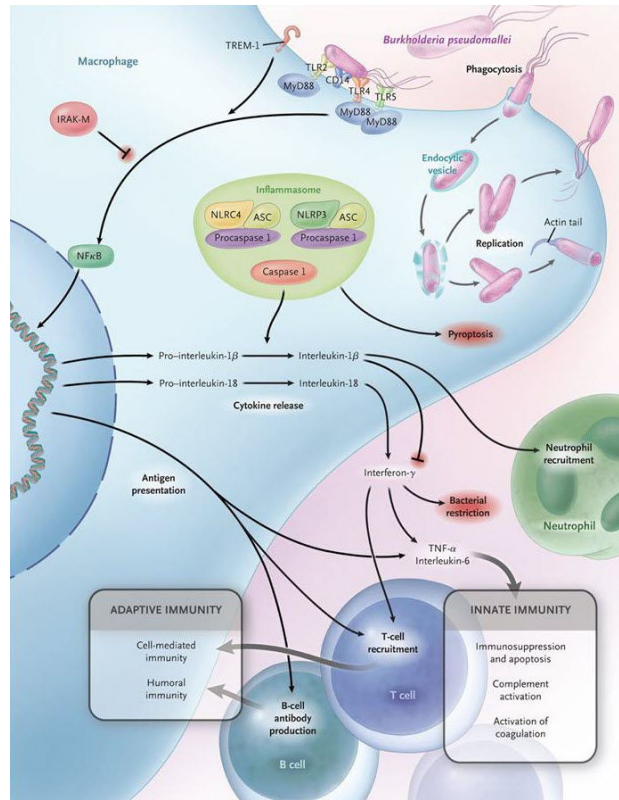 Burkholderia pseudomallei
TREM-1
Macrophage
TLR2
CD14
TLR4
TLR5
MyD88
MyD88
MyD88
Phagocytosis
IRAK-M
Endocytic
vesicle
Inflammasome
NLRC4
ASC
NLRP3
ASC
Procaspase 1
Procaspase 1
Replication
Actin tail
NFκB
Caspase 1
Pyroptosis
Pro–interleukin-1β
Interleukin-1β
Pro–interleukin-18
Interleukin-18
Cytokine release
Neutrophil
recruitment
Neutrophil
Antigen
presentation
Interferon-γ
Bacterial
restriction
TNF-α
Interleukin-6
ADAPTIVE IMMUNITY
Cell-mediated
immunity
Humoral
immunity
T-cell
recruitment
T cell
B-cell
antibody
production
B cell
INNATE IMMUNITY
Immunosuppression
and apoptosis
Complement
activation
Activation of
coagulation